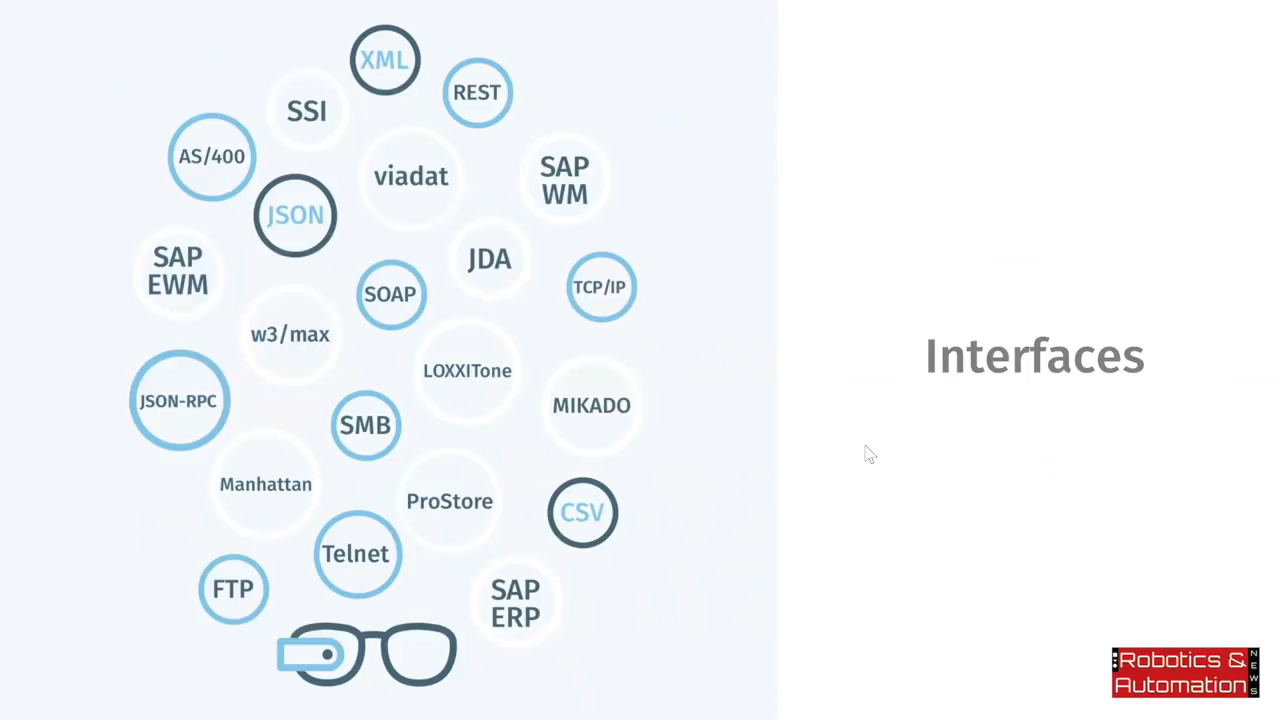 XML
REST
SSI
AS/400
viadat
SAP
WM
JSON
SAP
EWM
JDA
TCP/IP
SOAP
w3/max
LOXXITone
JSON-RPC
MIKADO
SMB
Manhattan
ProStore
CSV
Telnet
FTP
SAP
ERP
Interfaces
Robotics &
Automation
NEWS